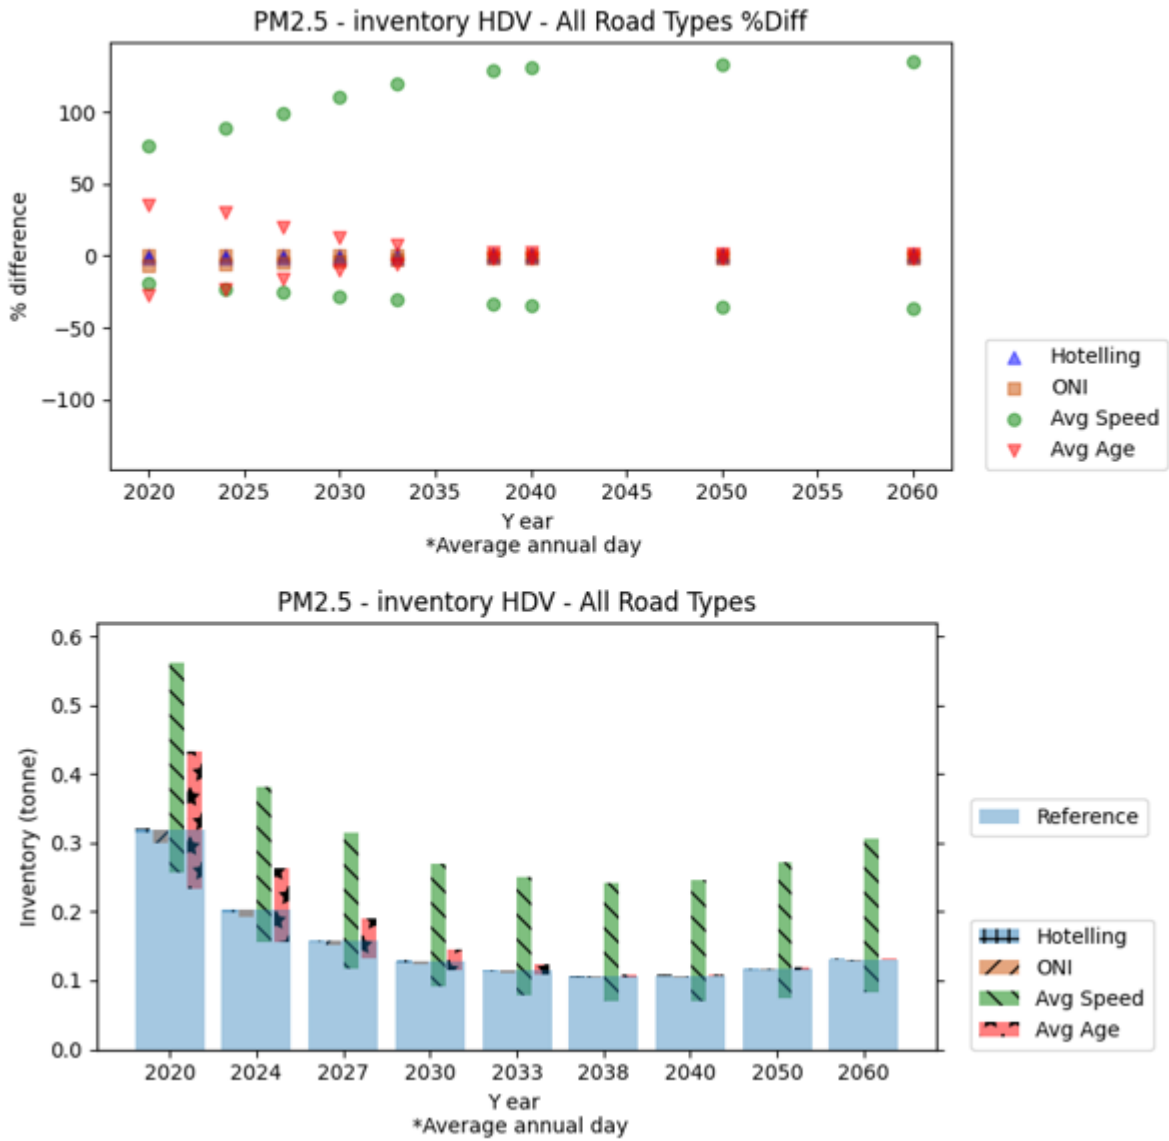 PM2.5 - inventory HDV - All Road Types %Diff
100
50
0
−50
−100
% difference
2020 2025 2030 2035 2040 2045 2050 2055 2060
Y ear
*Average annual day
Hotelling
ONI
Avg Speed
Avg Age
PM2.5 - inventory HDV - All Road Types
0.6
0.5
0.4
0.3
0.2
0.1
0.0
Inventory (tonne)
2020 2024 2027 2030 2033 2038 2040 2050 2060
Y ear
*Average annual day
Reference
Hotelling
ONI
Avg Speed
Avg Age